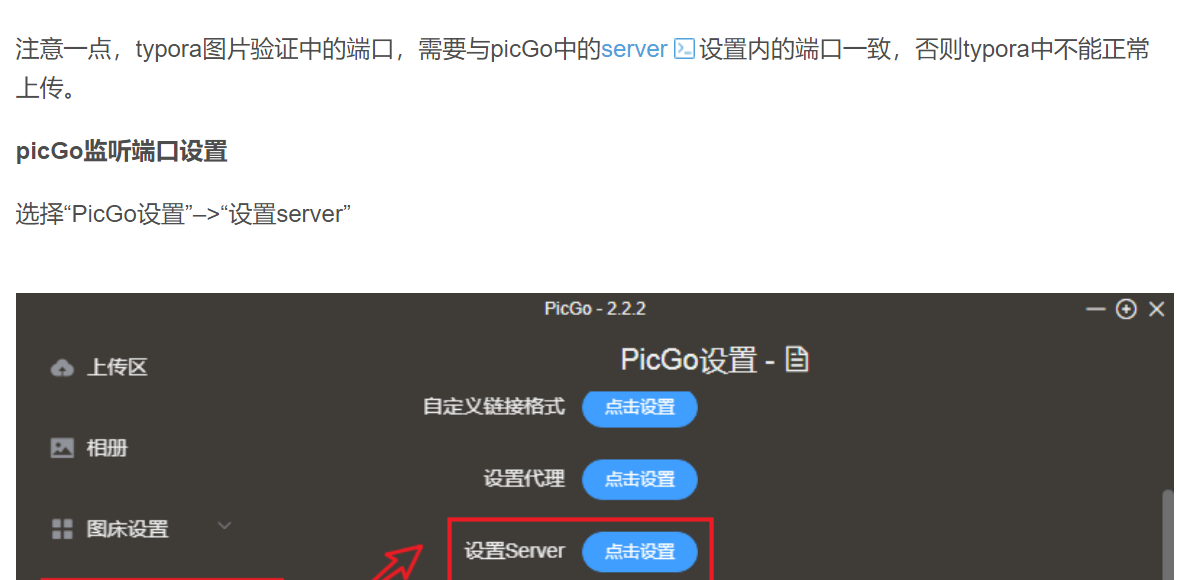 注意一点，typora图片验证中的端口，需要与picGo中的server设置内的端口一致，否则typora中不能正常
上传。
picGo监听端口设置
选择“PicGo设置”–>“设置server”
PicGo - 2.2.2
上传区
PicGo设置 -
自定义链接格式 点击设置
相册
设置代理 点击设置
图床设置
设置Server 点击设置